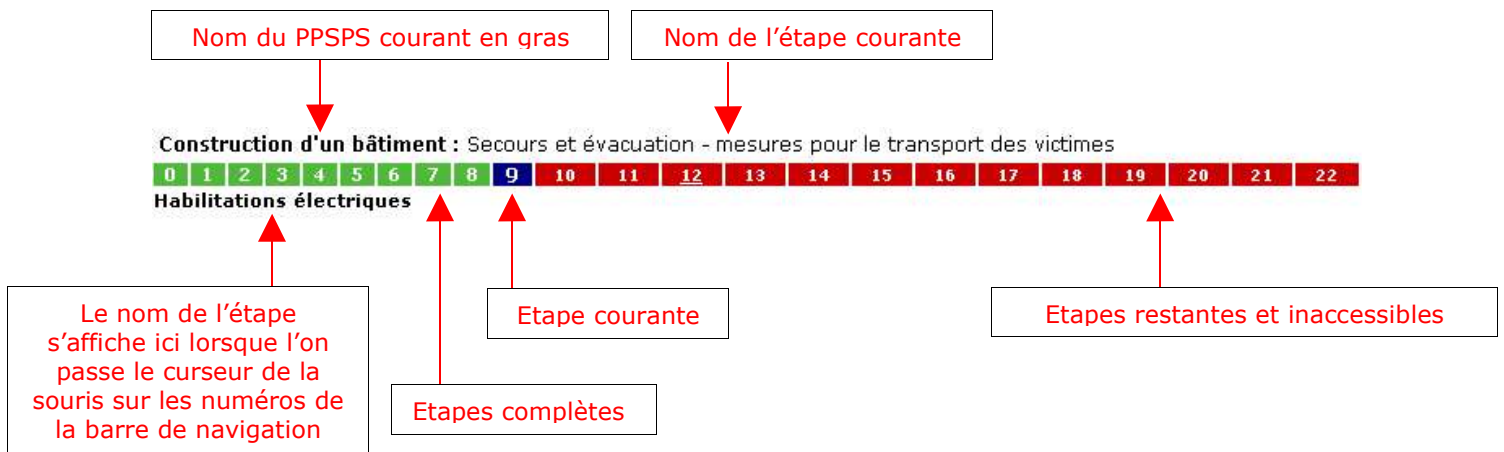 Nom du PPSPS courant en gras
Nom de l’étape courante
Construction d'un bâtiment : Secours et évacuation - mesures pour le transport des victimes
0 1 2 3 4 5 6 7 8 9 10 11 12 13 14 15 16 17 18 19 20 21 22
Habilitations électriques
Le nom de l’étape
s’affiche ici lorsque l’on
passe le curseur de la
souris sur les numéros de
la barre de navigation
Etape courante
Etapes restantes et inaccessibles
Etapes complètes